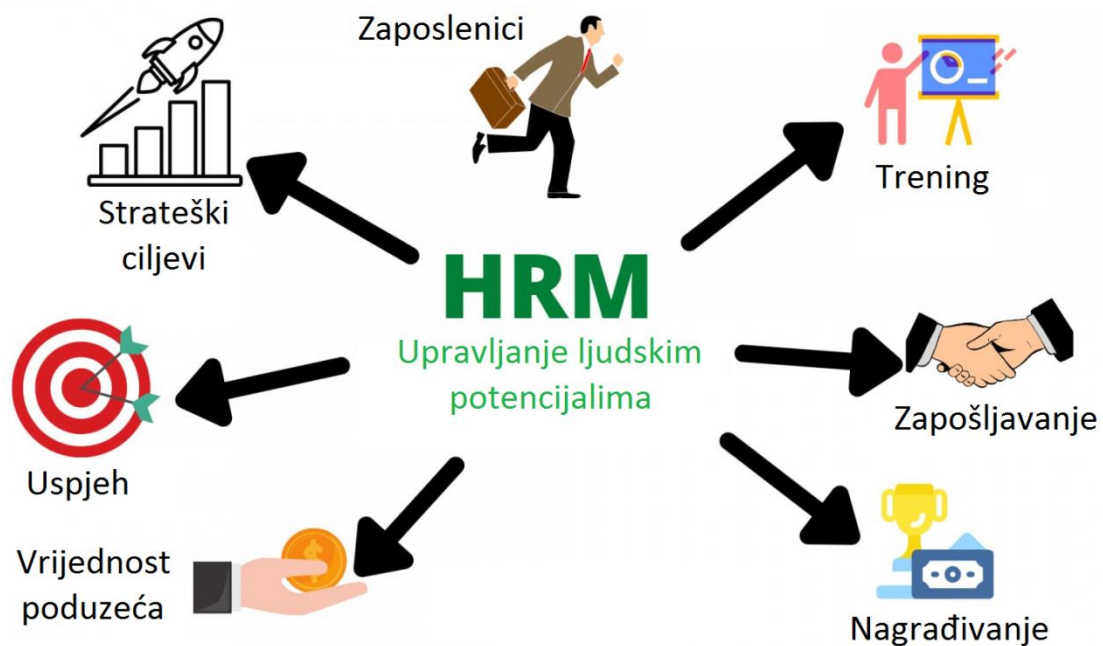 Zaposlenici
Strateški
ciljevi
Trening
HRM
Upravljanje ljudskim
potencijalima
Uspjeh
Zapošljavanje
Vrijednost
poduzeća
Nagrađivanje